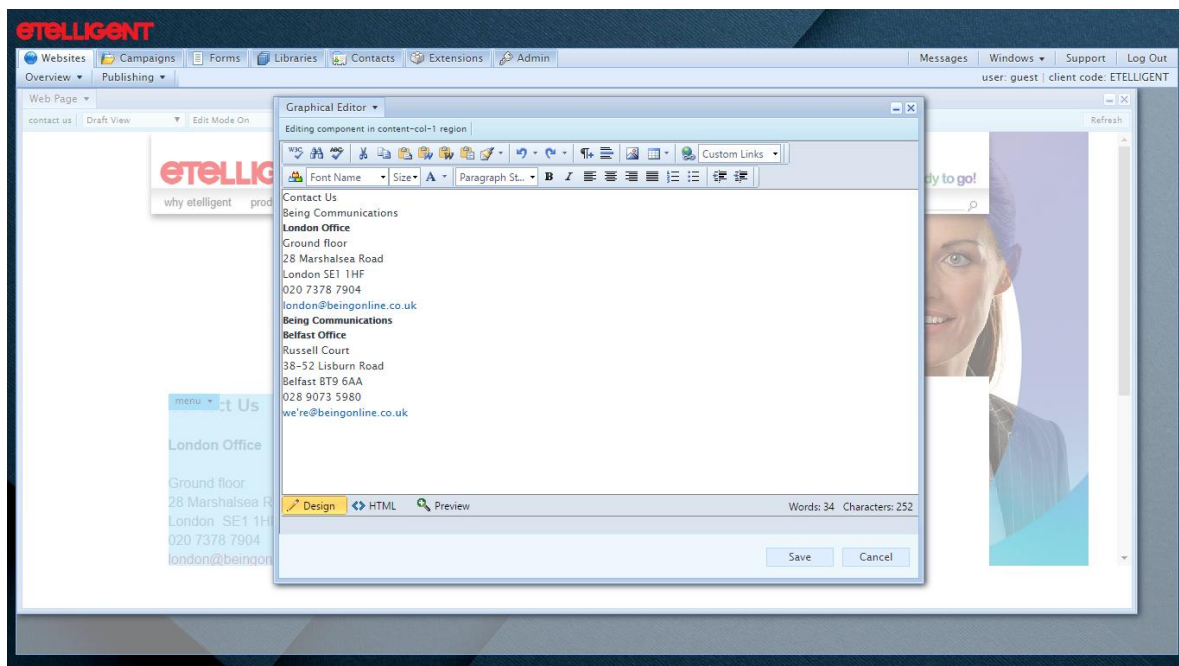 eTELLIGENT
Websites Campaigns Forms Libraries Contacts Extensions Admin Messages Windows Support Log Out
Overview Publishing user: guest | client code: ETELLIGENT
Web Page
contact us Draft View Edit Mode On Refresh
Graphical Editor
Editing component in content-col-1 region
Custom Links
Font Name Size A Paragraph St... B I
eTELLIG
dy to go!
why etelligent prod
Contact Us
Being Communications
London Office
Ground floor
28 Marshalsea Road
London SE1 1HF
020 7378 7904
london@beingonline.co.uk
Being Communications
Belfast Office
Russell Court
38-52 Lisburn Road
Belfast BT9 6AA
028 9073 5980
we're@beingonline.co.uk
menu ct Us
London Office
Ground floor
28 Marshalsea R
London SE1 1HF
020 7378 7904
london@beingon
Design HTML Preview Words: 34 Characters: 252
Save Cancel